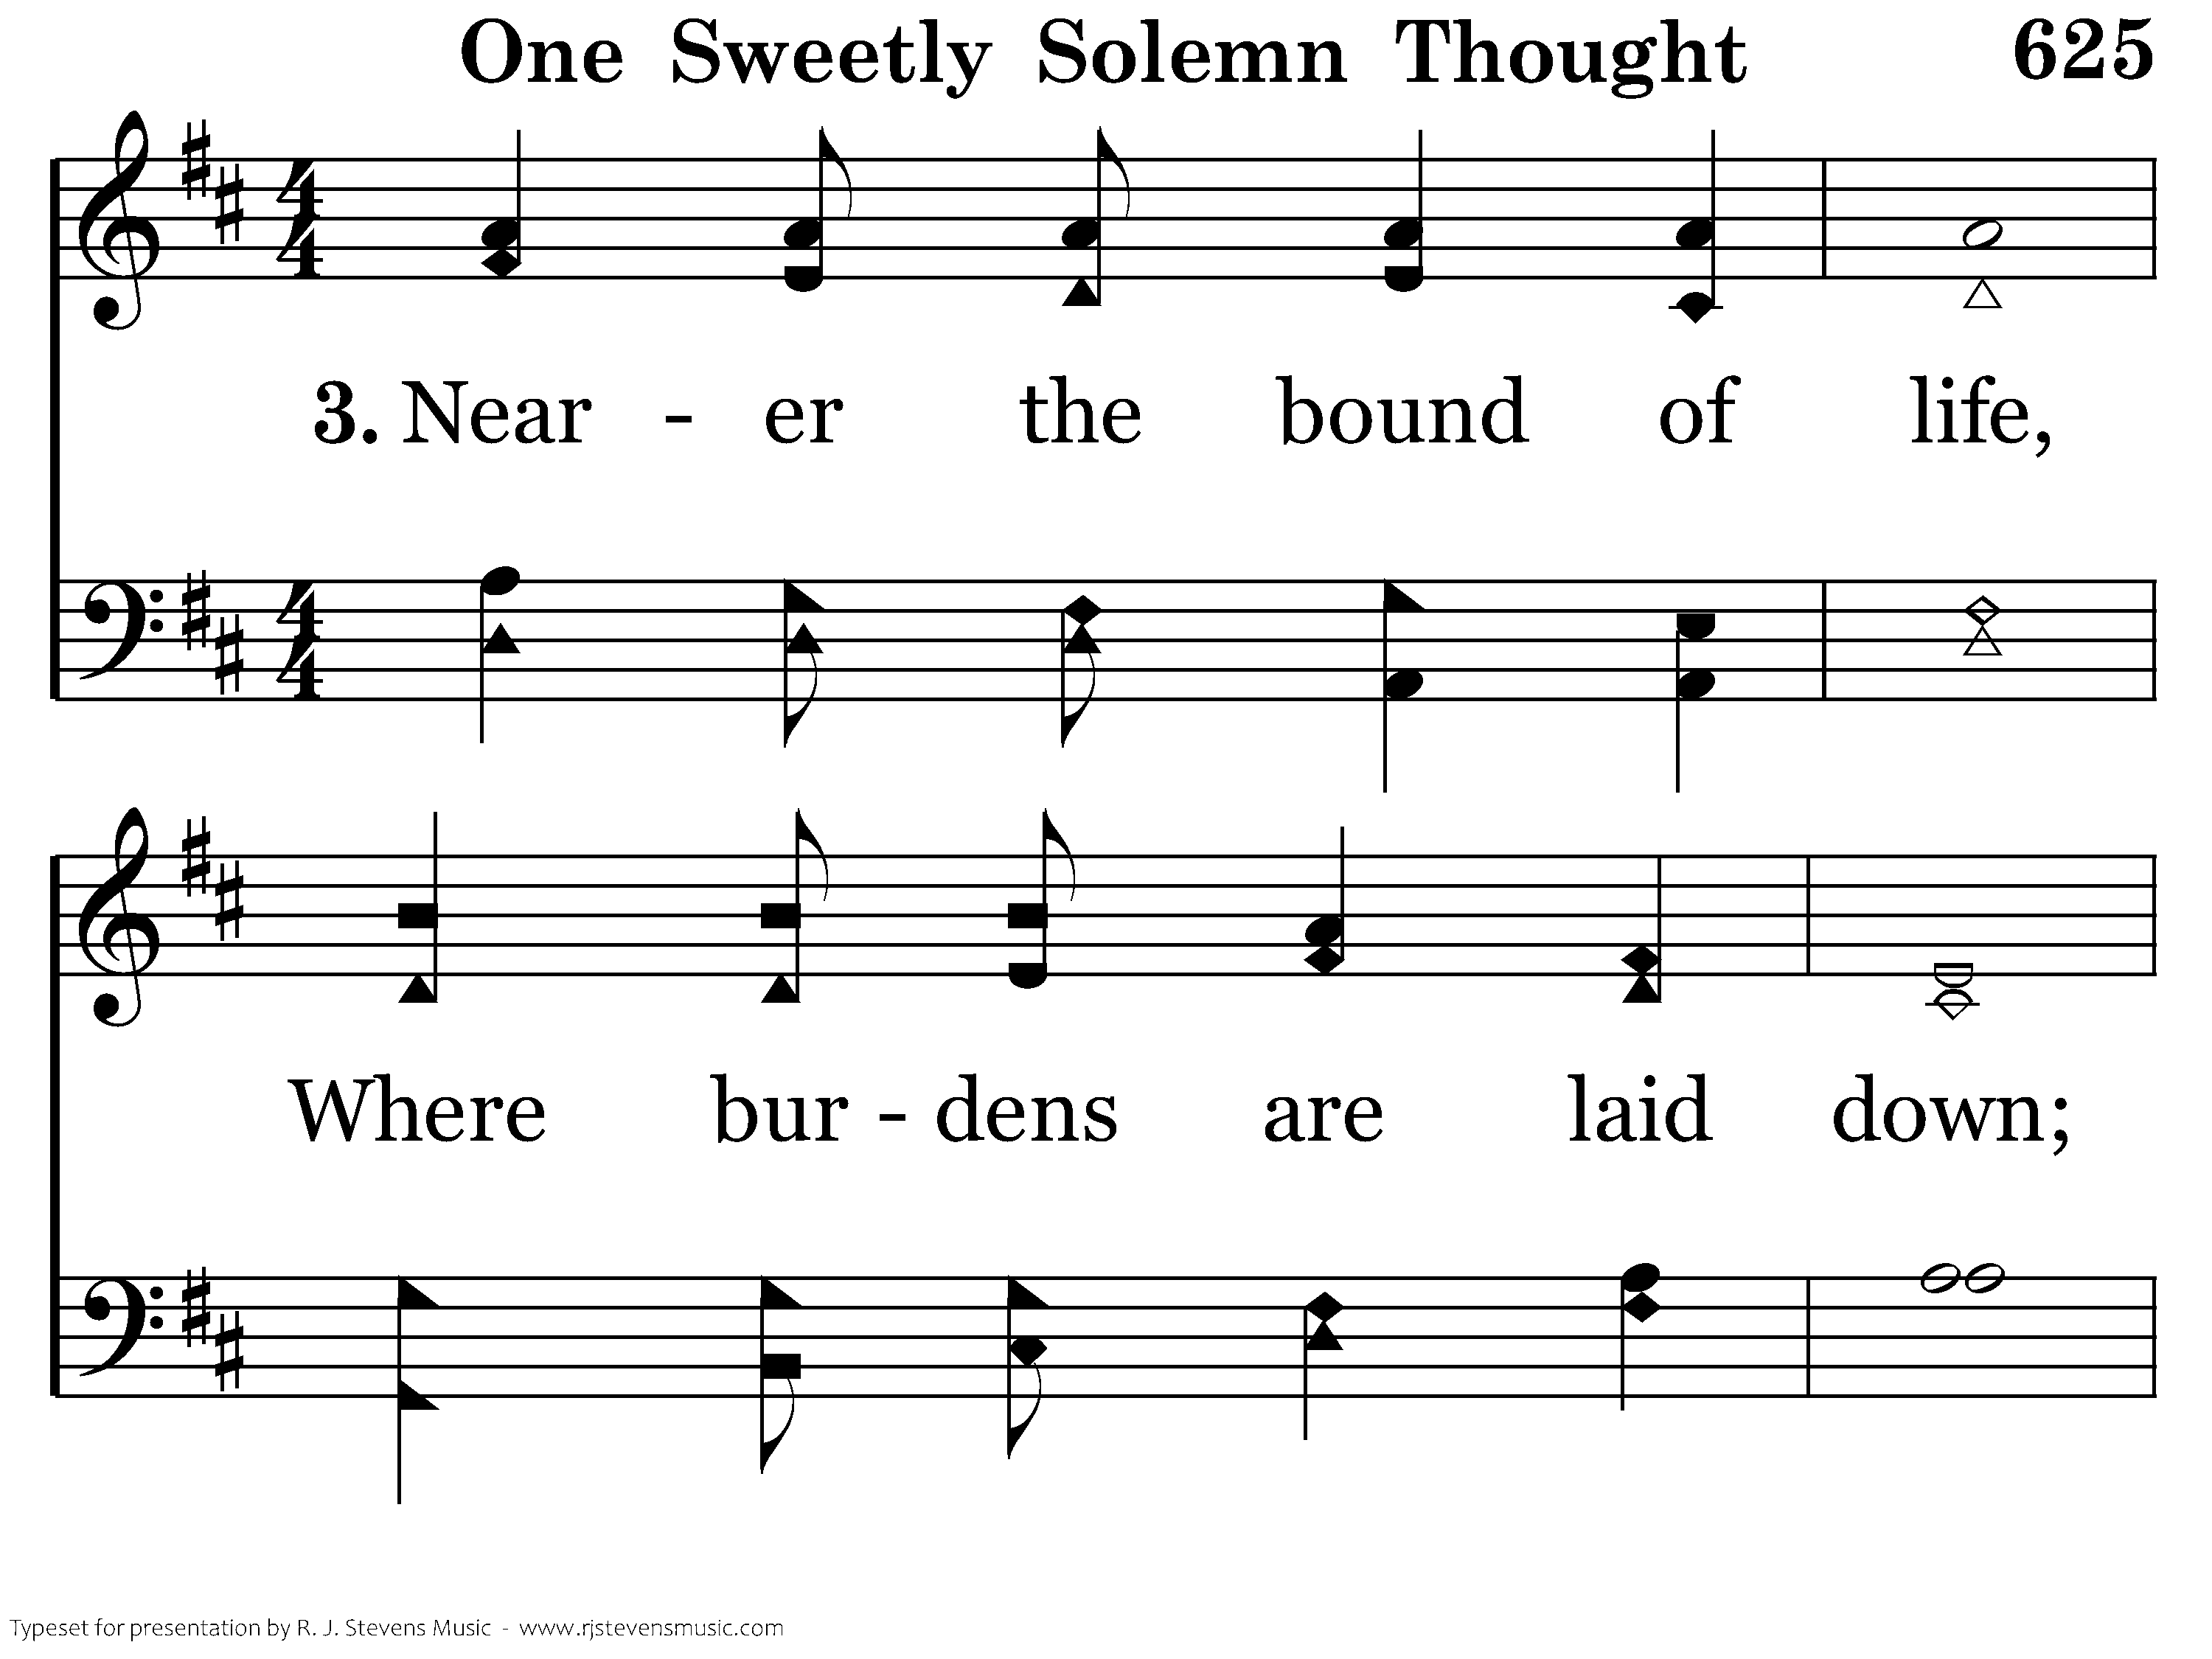 One Sweetly Solemn Thought 625
3. Near - er the bound of life,
Where bur - dens are laid down;
Typeset for presentation by R. J. Stevens Music - www.rjstevensmusic.com